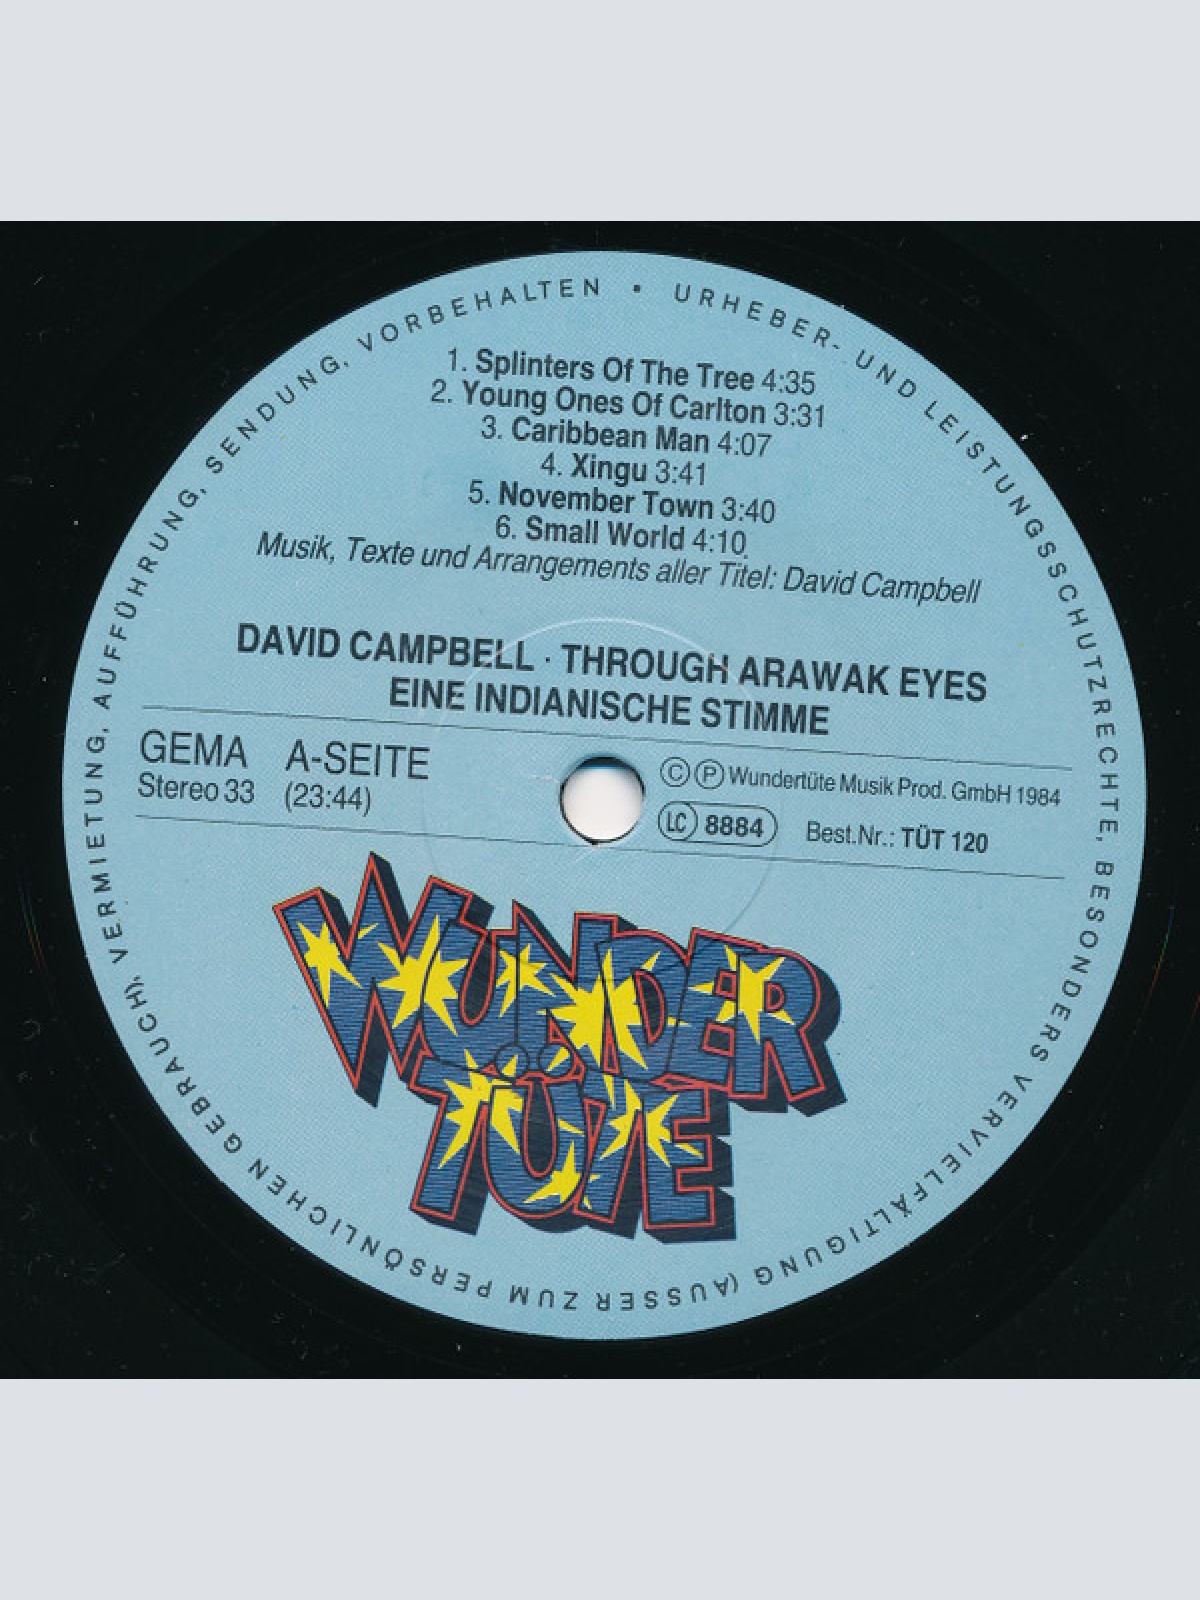 URHEBER- UND LEISTUNGSSCHUTZRECHTE, BESONDERS VERVIELFÄLTIGUNG (AUSSER ZUM PERSÖNLICHEN GEBRAUCH), VERMIETUNG, AUFFÜHRUNG, SENDUNG, VORBEHALTEN •
1. Splinters Of The Tree 4:35
2. Young Ones Of Carlton 3:31
3. Caribbean Man 4:07
4. Xingu 3:41
5. November Town 3:40
6. Small World 4:10
Musik, Texte und Arrangements aller Titel: David Campbell
DAVID CAMPBELL · THROUGH ARAWAK EYES
EINE INDIANISCHE STIMME
GEMA A-SEITE
Stereo 33 (23:44)
Ⓒ Ⓟ Wundertüte Musik Prod. GmbH 1984
LC 8884 Best.Nr.: TÜT 120
WUNDER
TÜTE